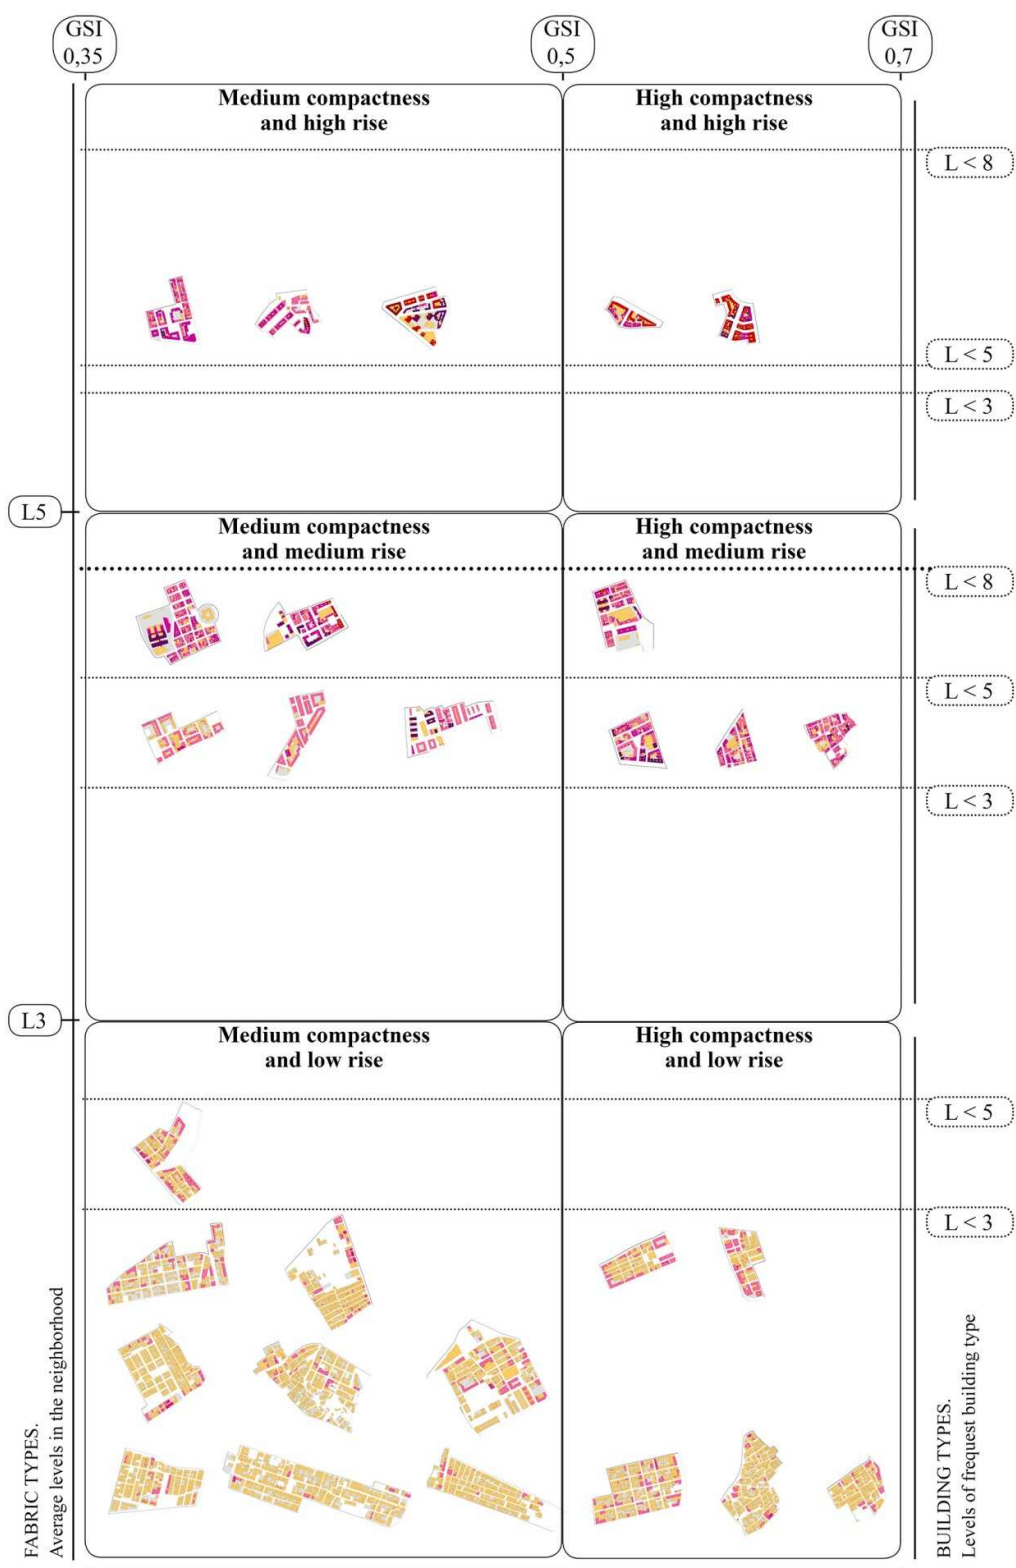 GSI
0,35
GSI
0,5
GSI
0,7
Medium compactness
and high rise
High compactness
and high rise
L < 8
L < 5
L < 3
L5
Medium compactness
and medium rise
High compactness
and medium rise
L < 8
L < 5
L < 3
L3
Medium compactness
and low rise
High compactness
and low rise
L < 5
L < 3
FABRIC TYPES.
Average levels in the neighborhood
BUILDING TYPES.
Levels of frequest building type